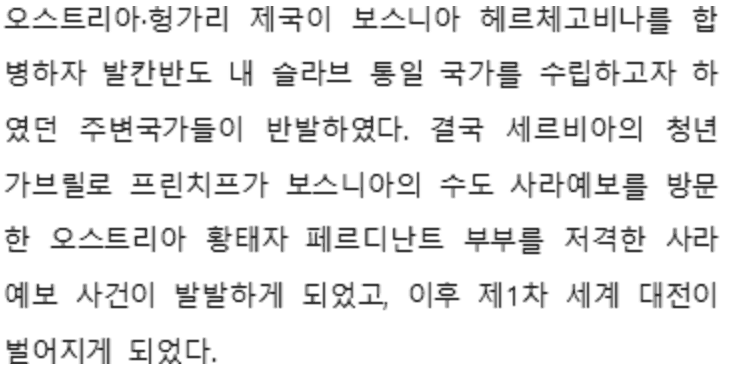 오스트리아·헝가리 제국이 보스니아 헤르체고비나를 합
병하자 발칸반도 내 슬라브 통일 국가를 수립하고자 하
였던 주변국가들이 반발하였다. 결국 세르비아의 청년
가브릴로 프린치프가 보스니아의 수도 사라예보를 방문
한 오스트리아 황태자 페르디난트 부부를 저격한 사라
예보 사건이 발발하게 되었고, 이후 제1차 세계 대전이
벌어지게 되었다.